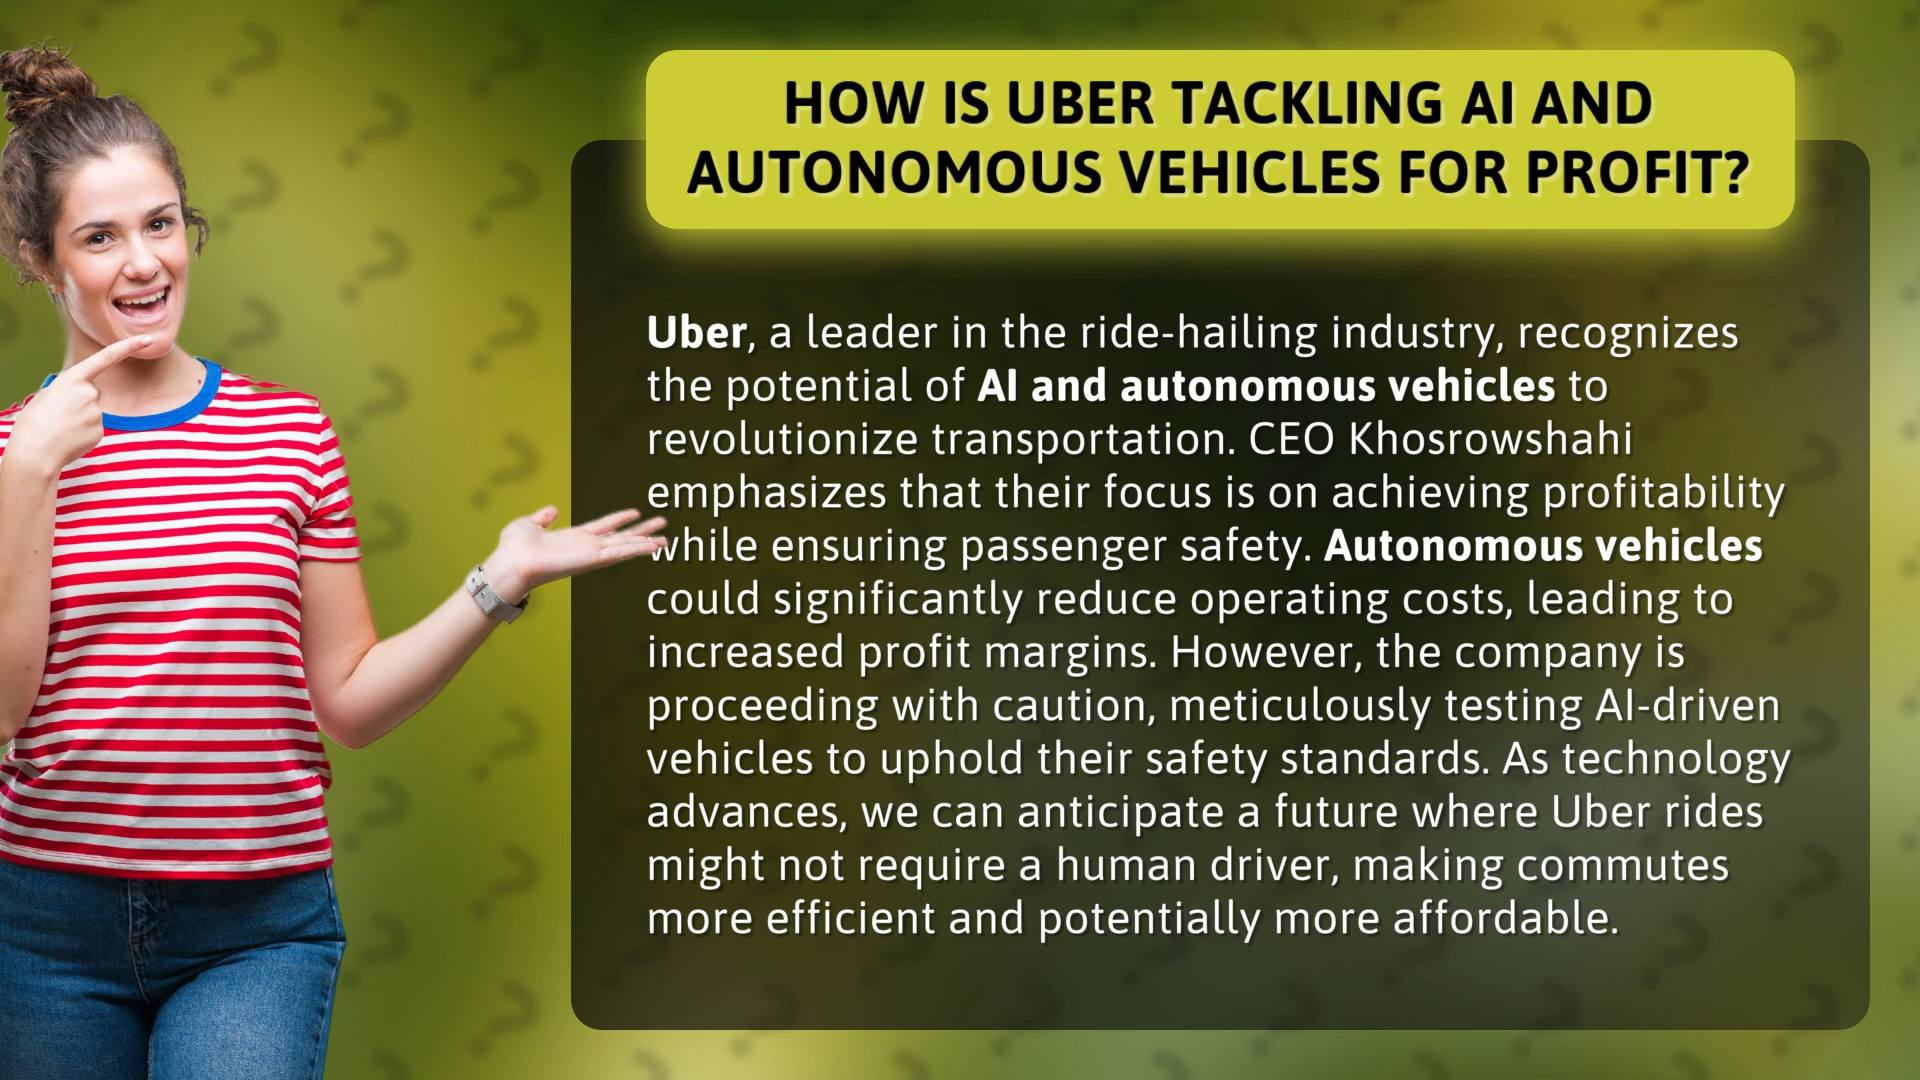 HOW IS UBER TACKLING AI AND
AUTONOMOUS VEHICLES FOR PROFIT?
Uber, a leader in the ride-hailing industry, recognizes
the potential of AI and autonomous vehicles to
revolutionize transportation. CEO Khosrowshahi
emphasizes that their focus is on achieving profitability
while ensuring passenger safety. Autonomous vehicles
could significantly reduce operating costs, leading to
increased profit margins. However, the company is
proceeding with caution, meticulously testing AI-driven
vehicles to uphold their safety standards. As technology
advances, we can anticipate a future where Uber rides
might not require a human driver, making commutes
more efficient and potentially more affordable.